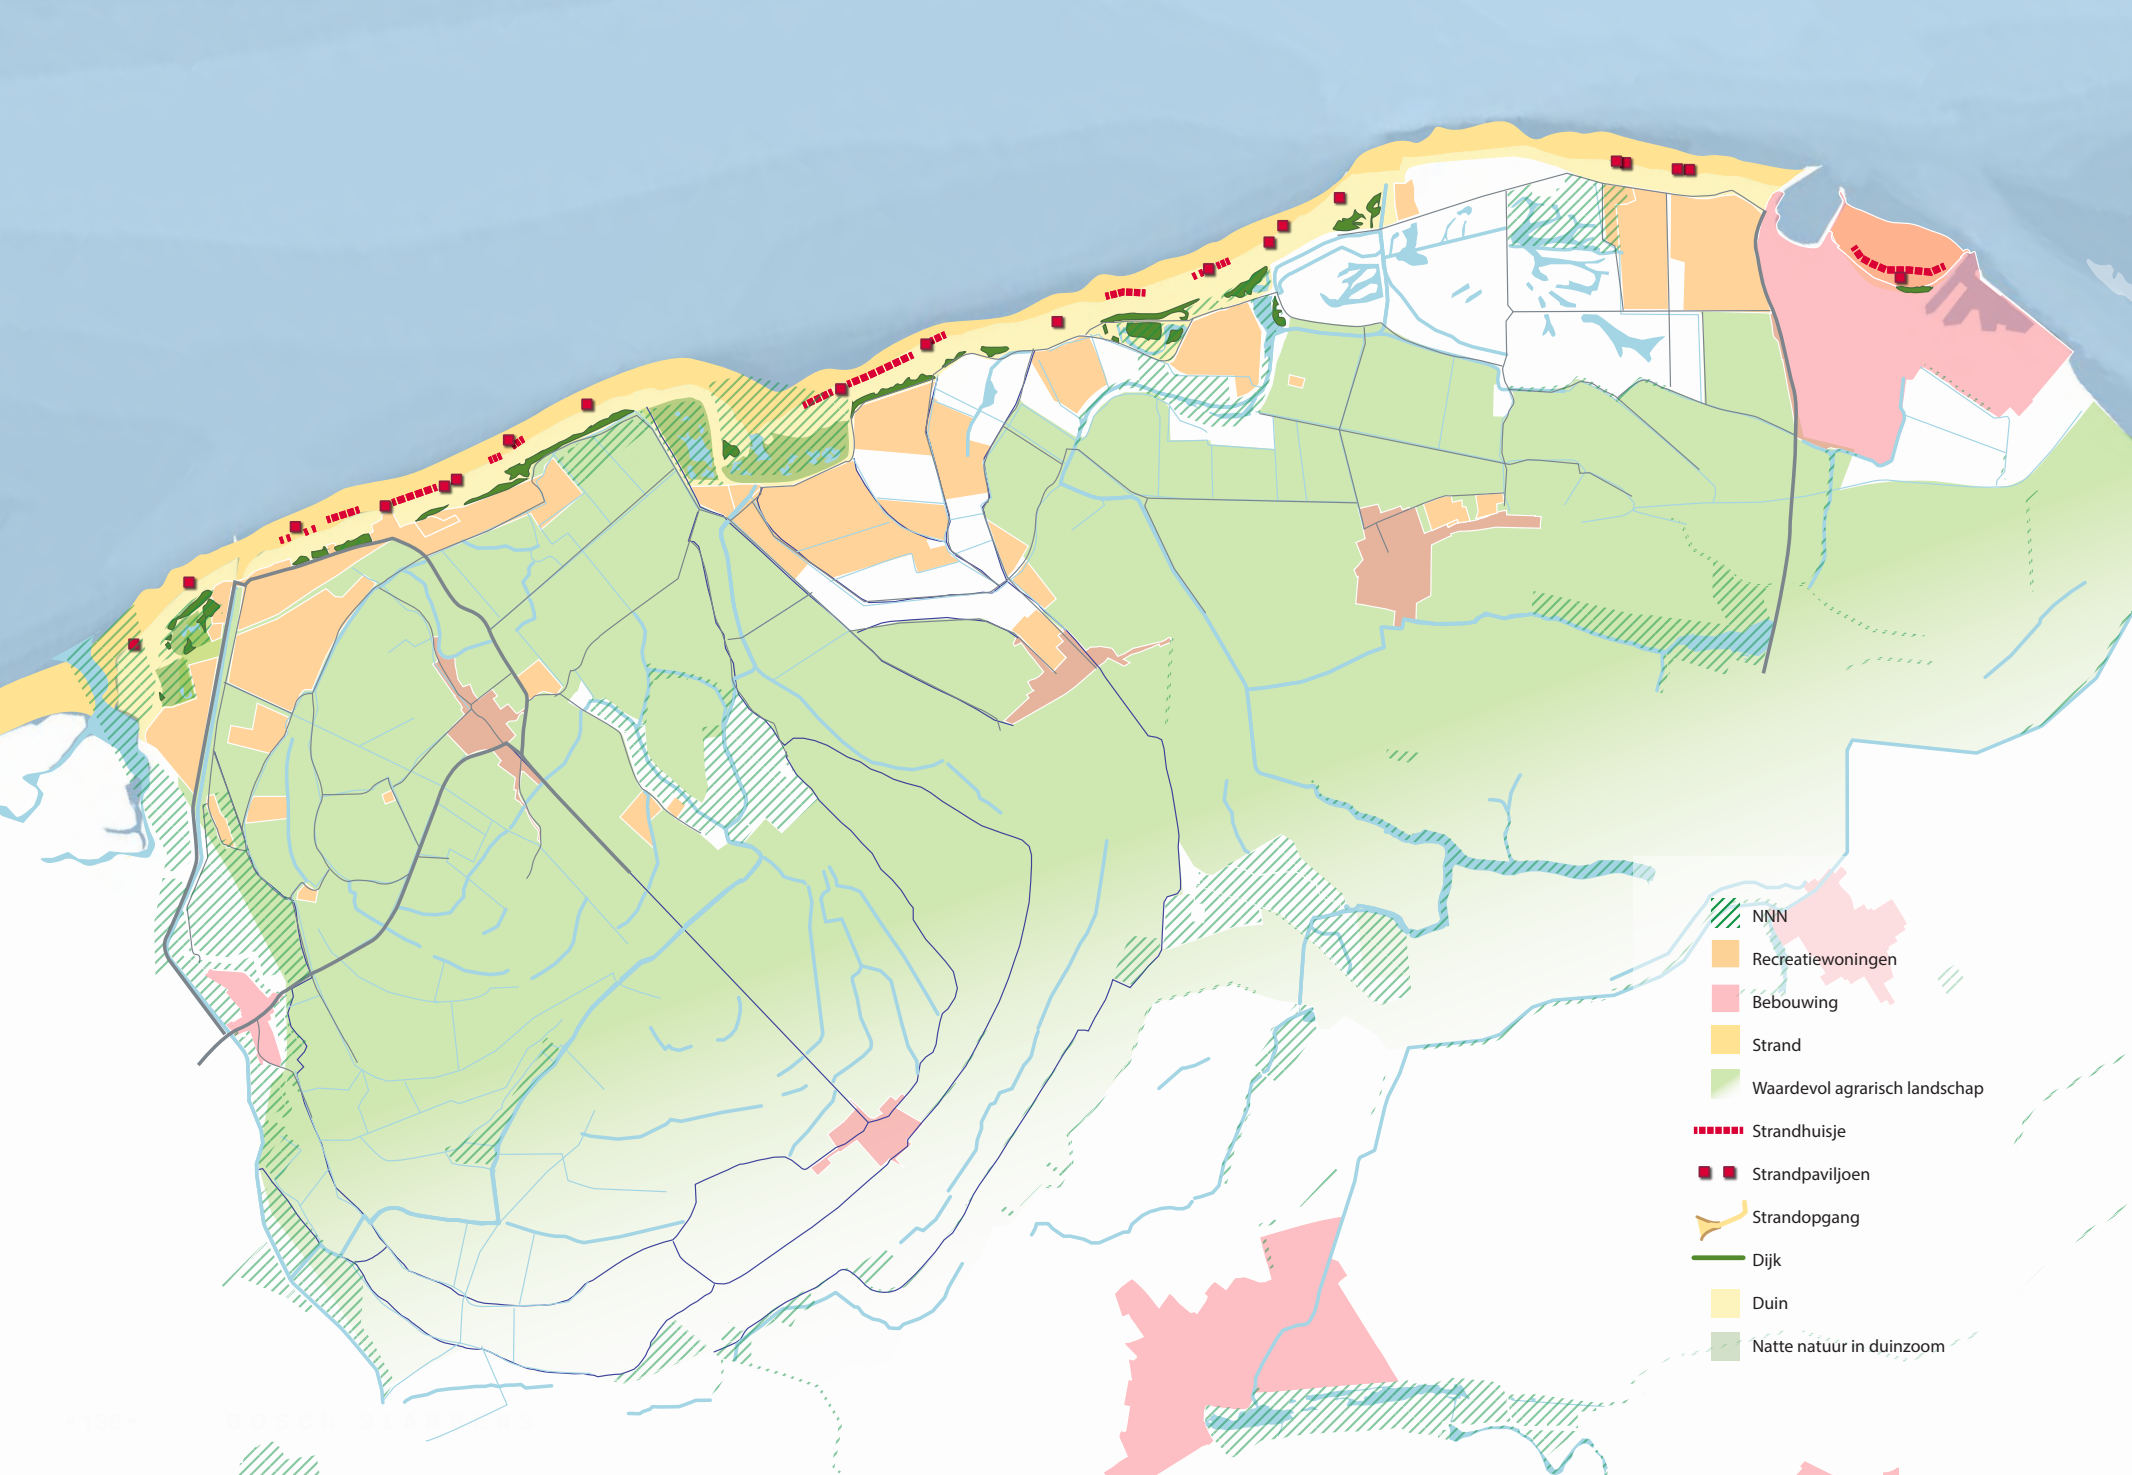 NNN
Recreatiewoningen
Bebouwing
Strand
Waardevol agrarisch landschap
Strandhuisje
Strandpaviljoen
Strandopgang
Dijk
Duin
Natte natuur in duinzoom